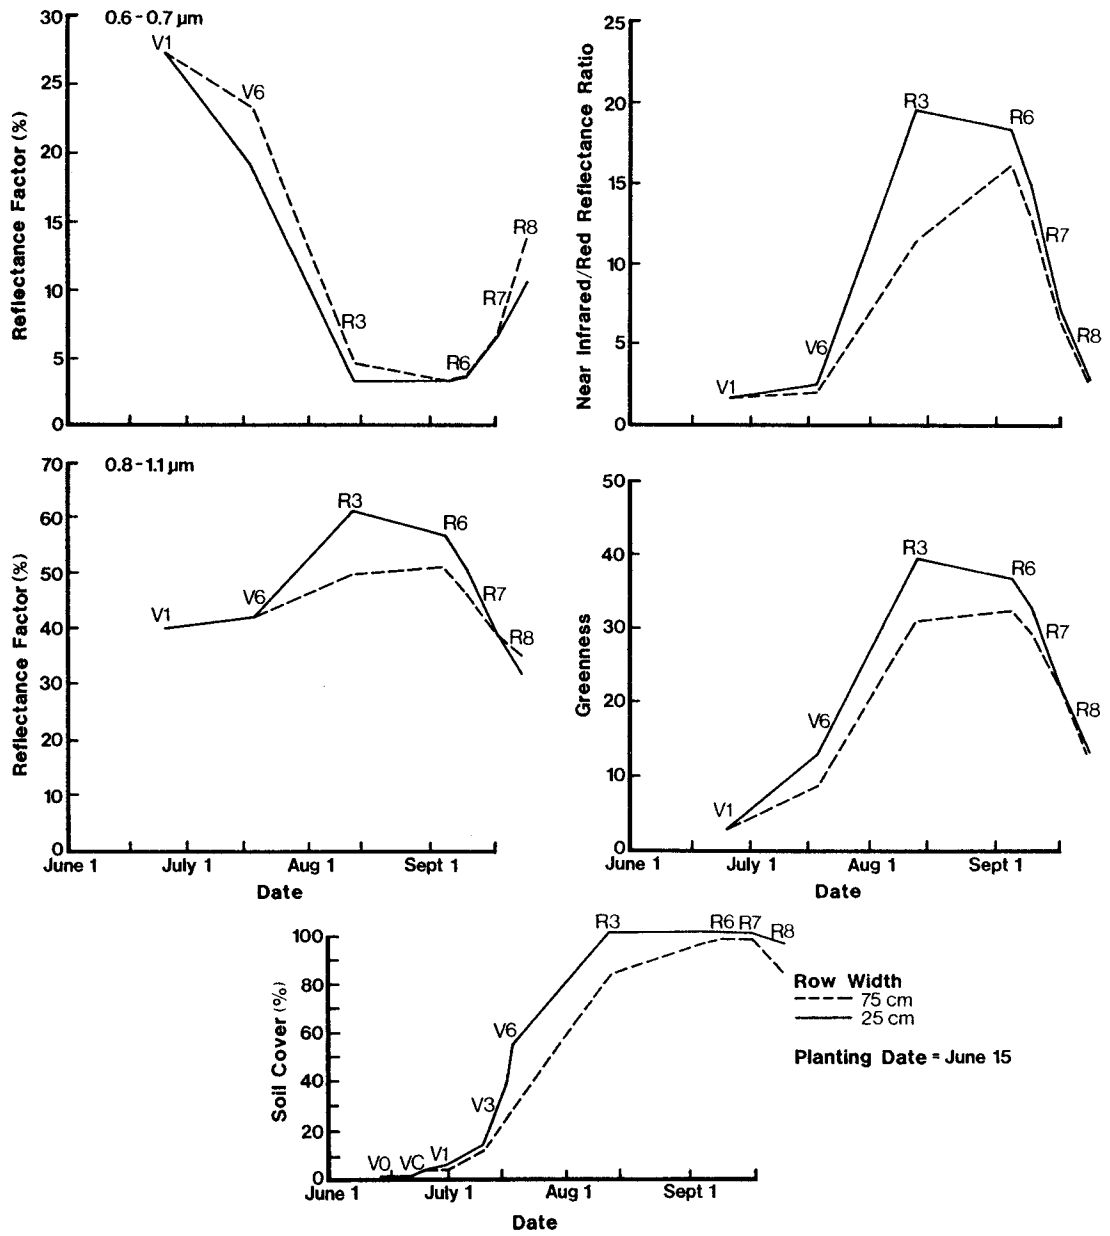 0.6-0.7 µm
Reflectance Factor (%)
30
25
20
15
10
5
0
V1
V6
R3
R6
R7
R8
Near Infrared/Red Reflectance Ratio
25
20
15
10
5
0
V1
V6
R3
R6
R7
R8
0.8-1.1 µm
Reflectance Factor (%)
70
60
50
40
30
20
10
0
V1
V6
R3
R6
R7
R8
June 1 July 1 Aug 1 Sept 1
Date
Greenness
50
40
30
20
10
0
V1
V6
R3
R6
R7
R8
June 1 July 1 Aug 1 Sept 1
Date
Soil Cover (%)
100
80
60
40
20
0
V0 VC V1
V3
V6
R3
R6 R7 R8
June 1 July 1 Aug 1 Sept 1
Date
Row Width
75 cm
25 cm
Planting Date = June 15